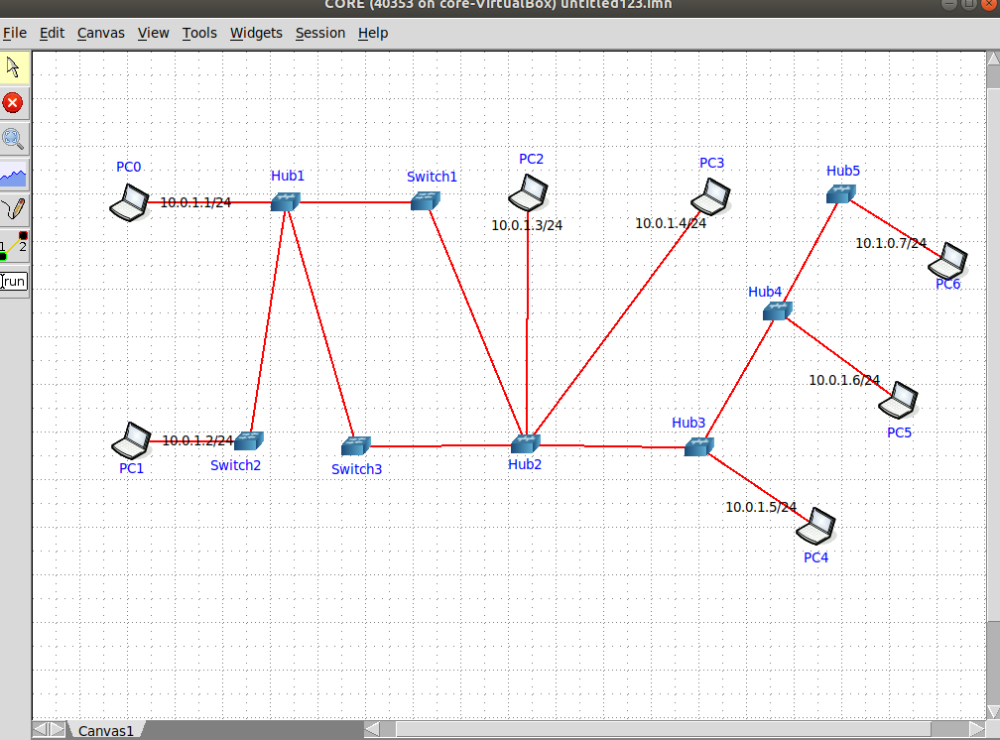 CORE (40353 on core-VirtualBox) untitled123.imn
File Edit Canvas View Tools Widgets Session Help
PC0
10.0.1.1/24
Hub1
Switch1
PC2
10.0.1.3/24
PC3
10.0.1.4/24
Hub5
10.1.0.7/24
PC6
Hub4
10.0.1.6/24
PC5
1 2
run
PC1
10.0.1.2/24
Switch2
Switch3
Hub2
Hub3
10.0.1.5/24
PC4
Canvas1